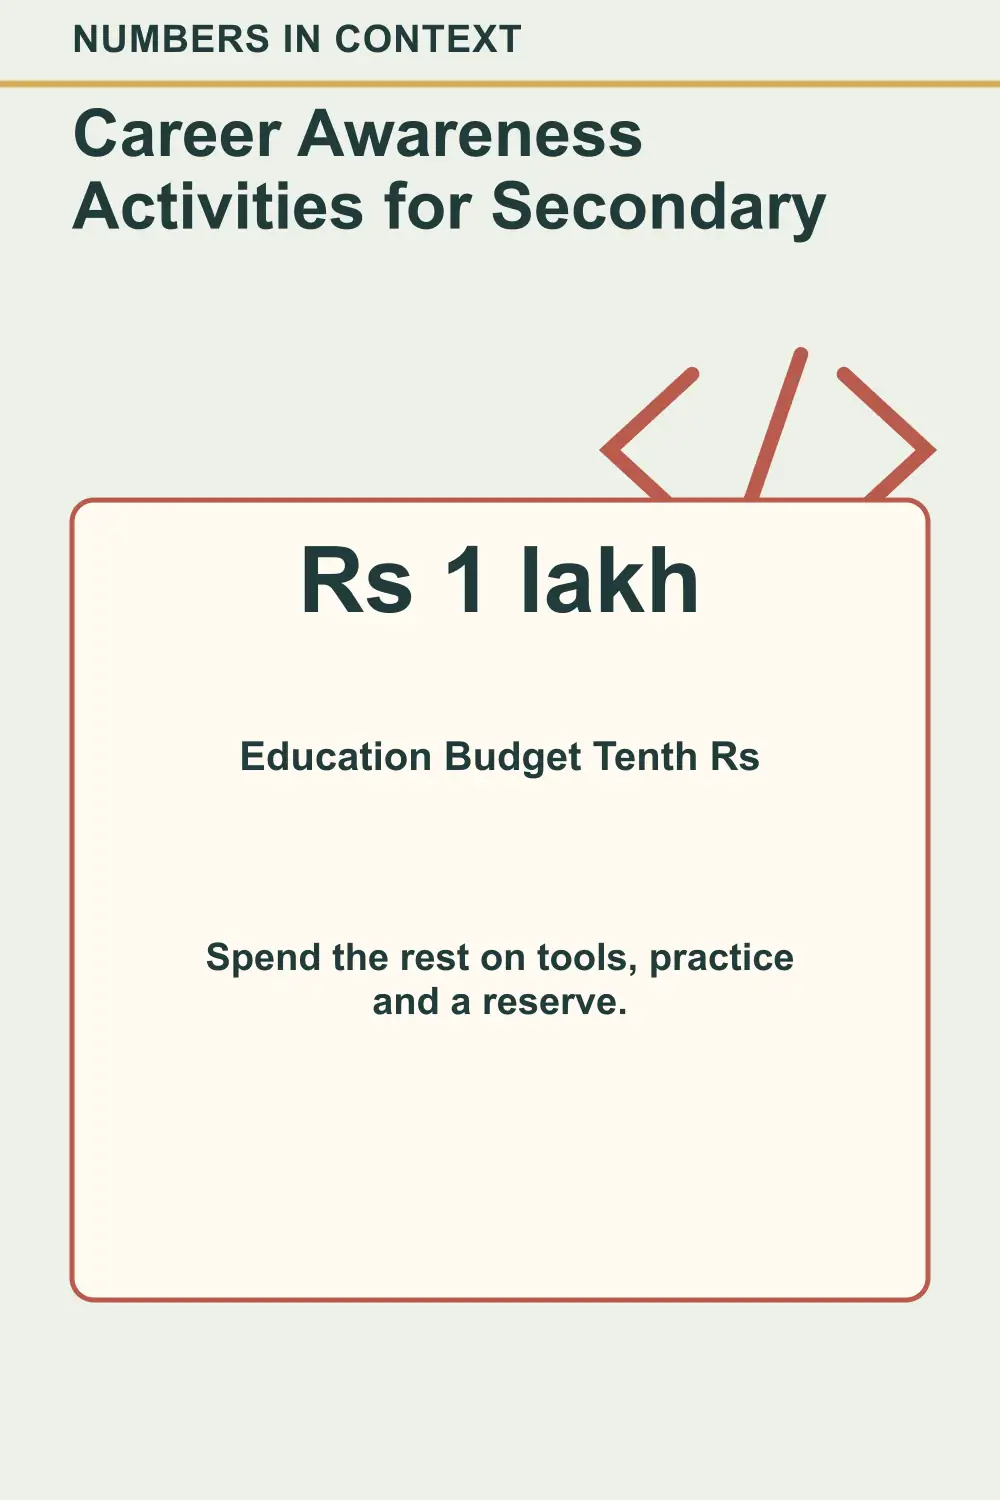 NUMBERS IN CONTEXT
Career Awareness
Activities for Secondary
Rs 1 lakh
Education Budget Tenth Rs
Spend the rest on tools, practice
and a reserve.